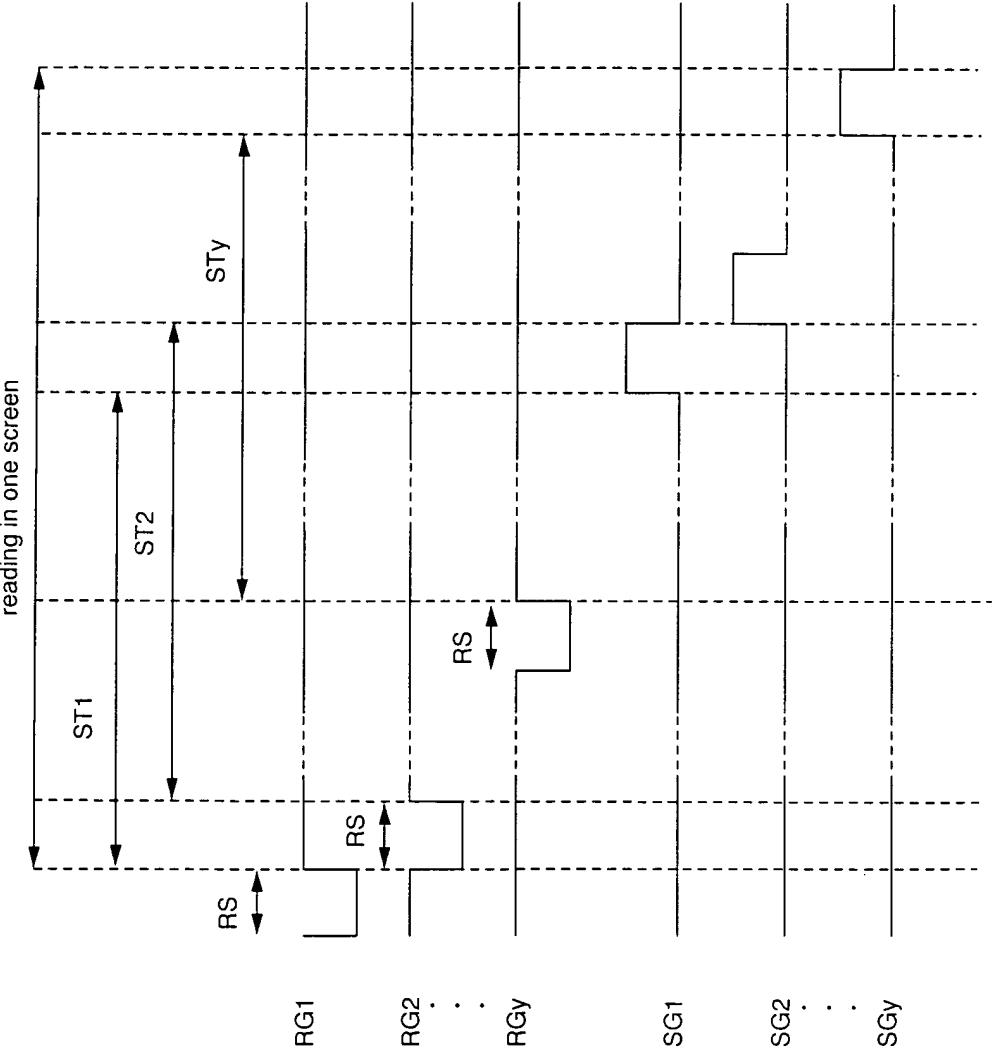 reading in one screen
ST1
ST2
STy
RS
RG1
RS
RG2
RS
RGy
SG1
SG2
SGy